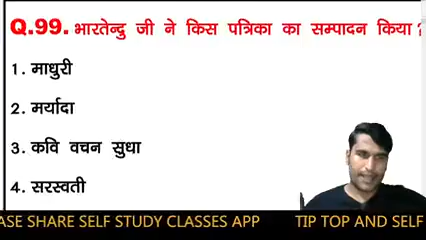 Q.99. भारतेन्दु जी ने किस पत्रिका का सम्पादन किया ?
1. माधुरी
2. मर्यादा
3. कवि वचन सुधा
4. सरस्वती
ASE SHARE SELF STUDY CLASSES APP TIP TOP AND SELF